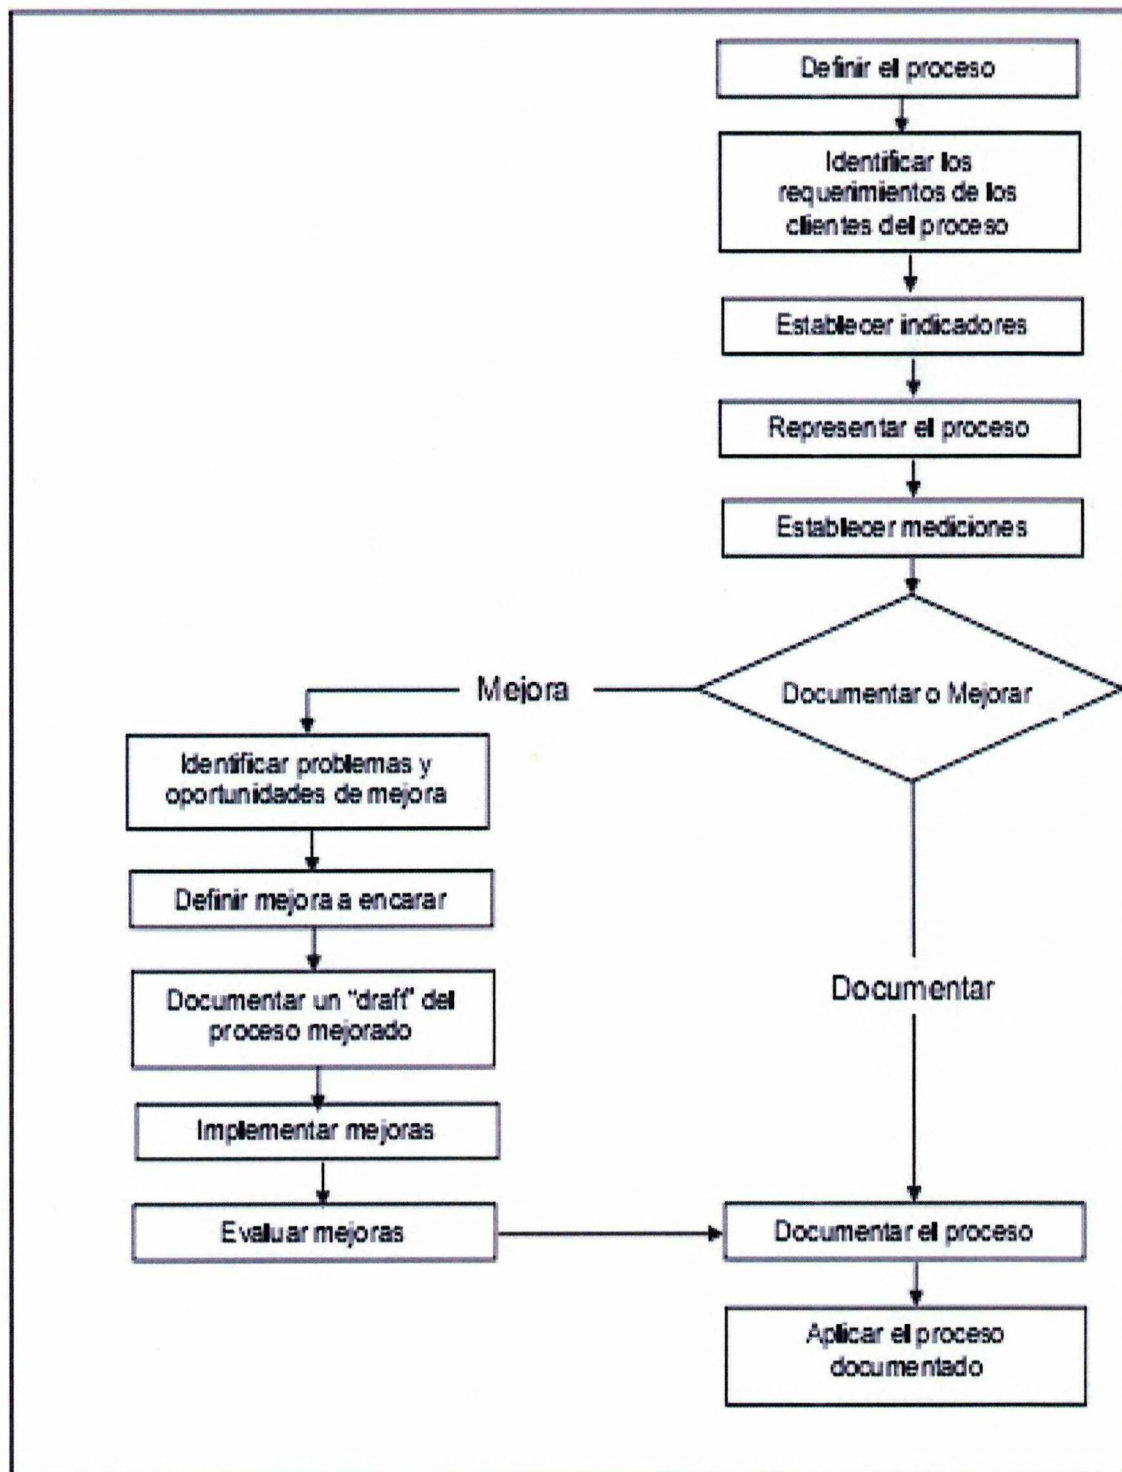 Definir el proceso
Identificar los
requerimientos de los
clientes del proceso
Establecer indicadores
Representar el proceso
Establecer mediciones
Documentar o Mejorar
Mejora
Identificar problemas y
oportunidades de mejora
Definir mejora a encarar
Documentar un "draft" del
proceso mejorado
Implementar mejoras
Evaluar mejoras
Documentar
Documentar el proceso
Aplicar el proceso
documentado